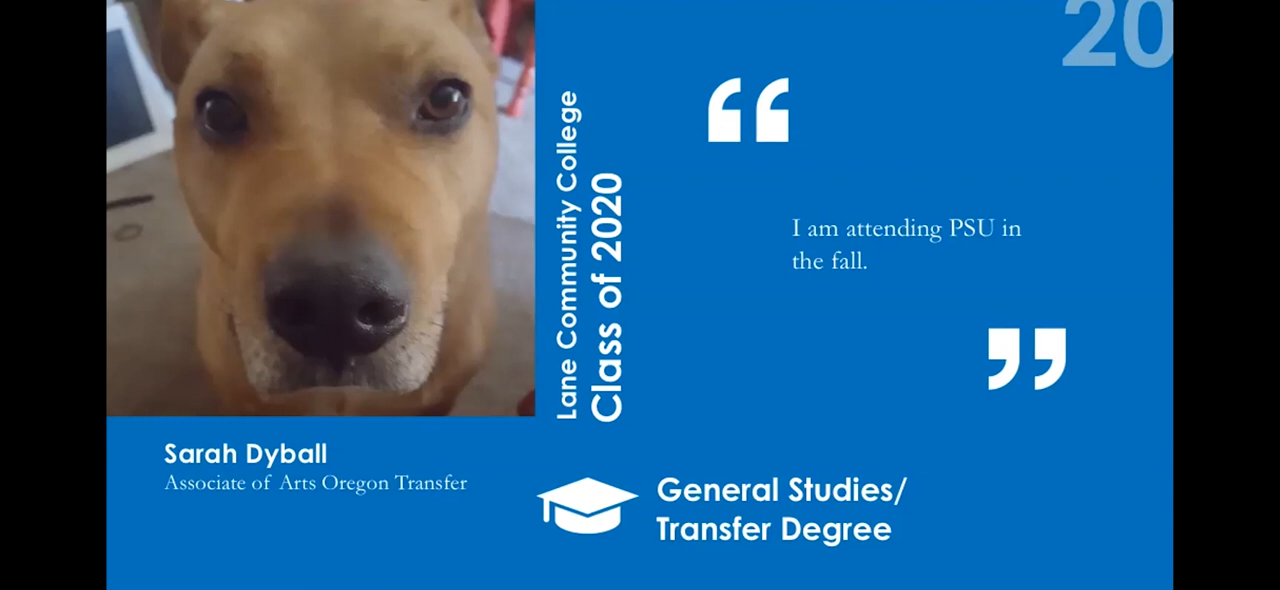 20
Lane Community College
Class of 2020
“
I am attending PSU in
the fall.
”
Sarah Dyball
Associate of Arts Oregon Transfer
General Studies/
Transfer Degree